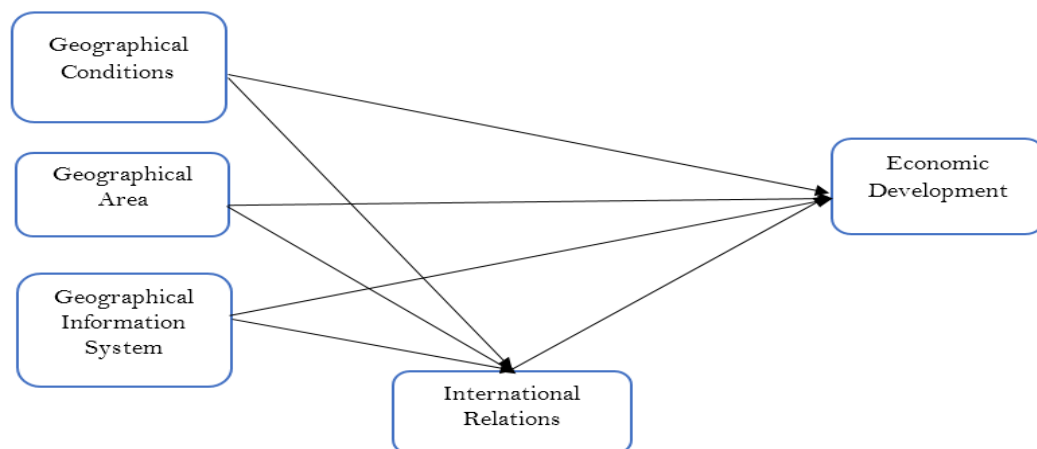 Geographical
Conditions
Geographical
Area
Geographical
Information
System
Economic
Development
International
Relations